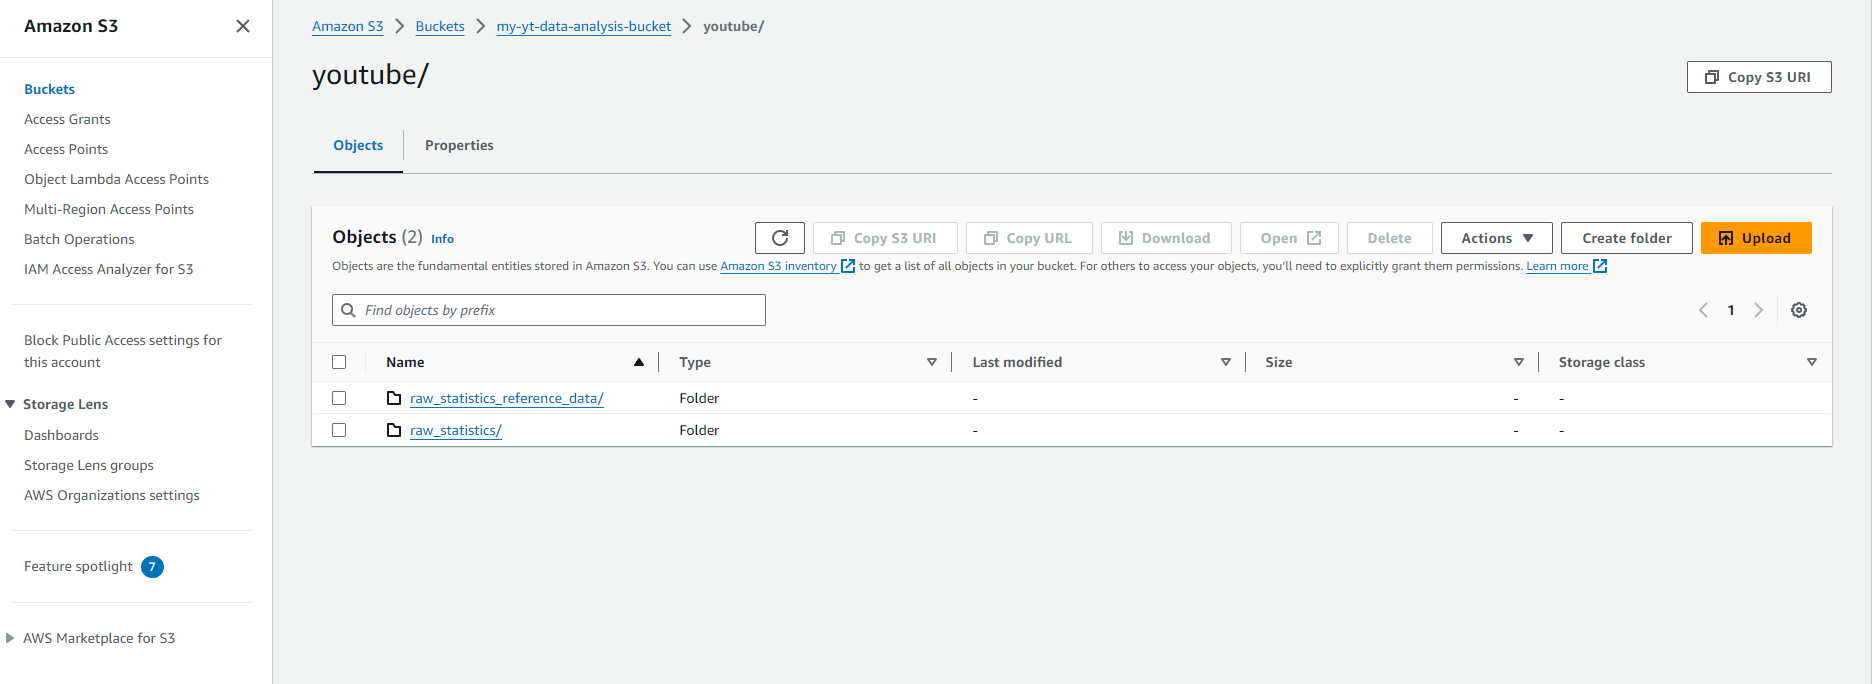 Amazon S3
Buckets
Access Grants
Access Points
Object Lambda Access Points
Multi-Region Access Points
Batch Operations
IAM Access Analyzer for S3
Block Public Access settings for
this account
Storage Lens
Dashboards
Storage Lens groups
AWS Organizations settings
Feature spotlight 7
AWS Marketplace for S3
Amazon S3 Buckets my-yt-data-analysis-bucket youtube/
youtube/
Copy S3 URI
Objects Properties
Objects (2) Info
Copy S3 URI Copy URL Download Open Delete Actions Create folder Upload
Objects are the fundamental entities stored in Amazon S3. You can use Amazon S3 inventory to get a list of all objects in your bucket. For others to access your objects, you'll need to explicitly grant them permissions. Learn more
Find objects by prefix
1
Name Type Last modified Size Storage class
raw_statistics_reference_data/ Folder - - -
raw_statistics/ Folder - - -